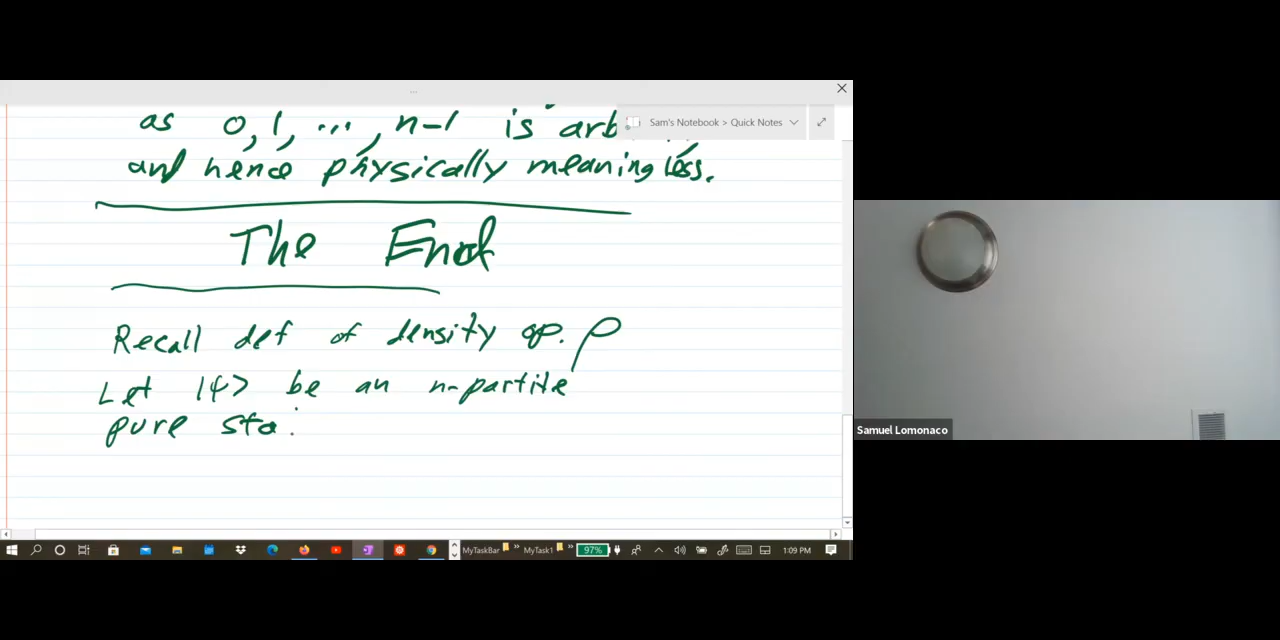 ...
Sam's Notebook > Quick Notes
as 0, 1, ..., n-1 is arb
and hence physically meaningless.
The End
Recall def of density op. ρ
Let |ψ> be an n-partite
pure sta
Samuel Lomonaco
MyTaskBar » MyTask1 » 97% 1:09 PM